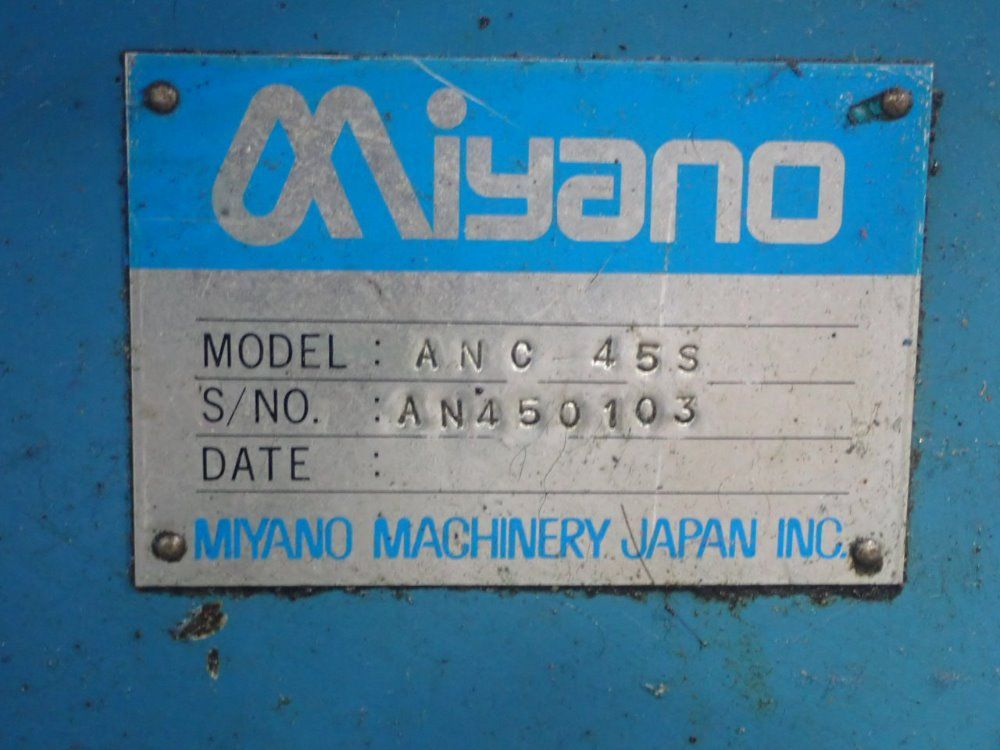 Miyano
MODEL : ANC 45S
S/NO. : AN450103
DATE :
MIYANO MACHINERY JAPAN INC.